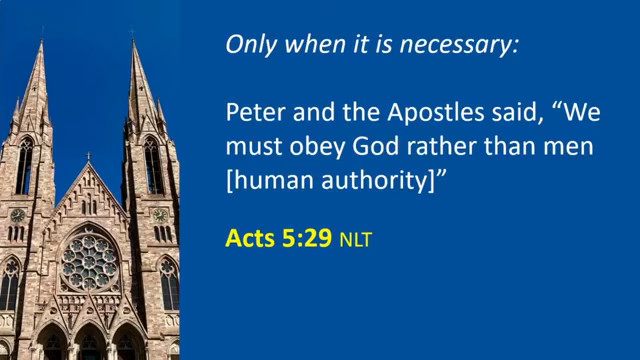 Only when it is necessary:
Peter and the Apostles said, “We
must obey God rather than men
[human authority]”
Acts 5:29 NLT